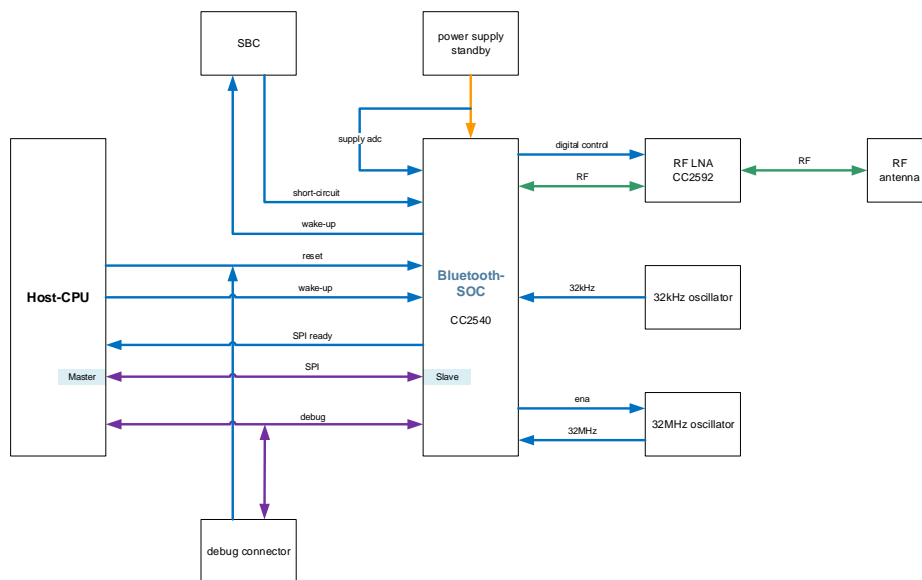 SBC
power supply
standby
supply adc
digital control
RF LNA
CC2592
RF
RF
RF
antenna
short-circuit
wake-up
reset
Host-CPU
wake-up
Bluetooth-
SOC
CC2540
32kHz
32kHz oscillator
SPI ready
Master
SPI
Slave
debug
ena
32MHz
32MHz oscillator
debug connector